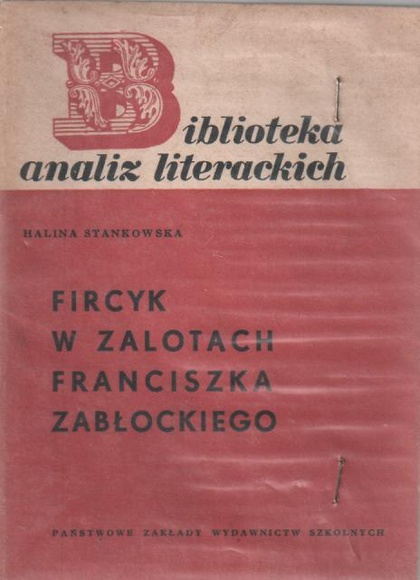 Biblioteka
analiz literackich
HALINA STANKOWSKA
FIRCYK
W ZALOTACH
FRANCISZKA
ZABŁOCKIEGO
PAŃSTWOWE ZAKŁADY WYDAWNICTW SZKOLNYCH